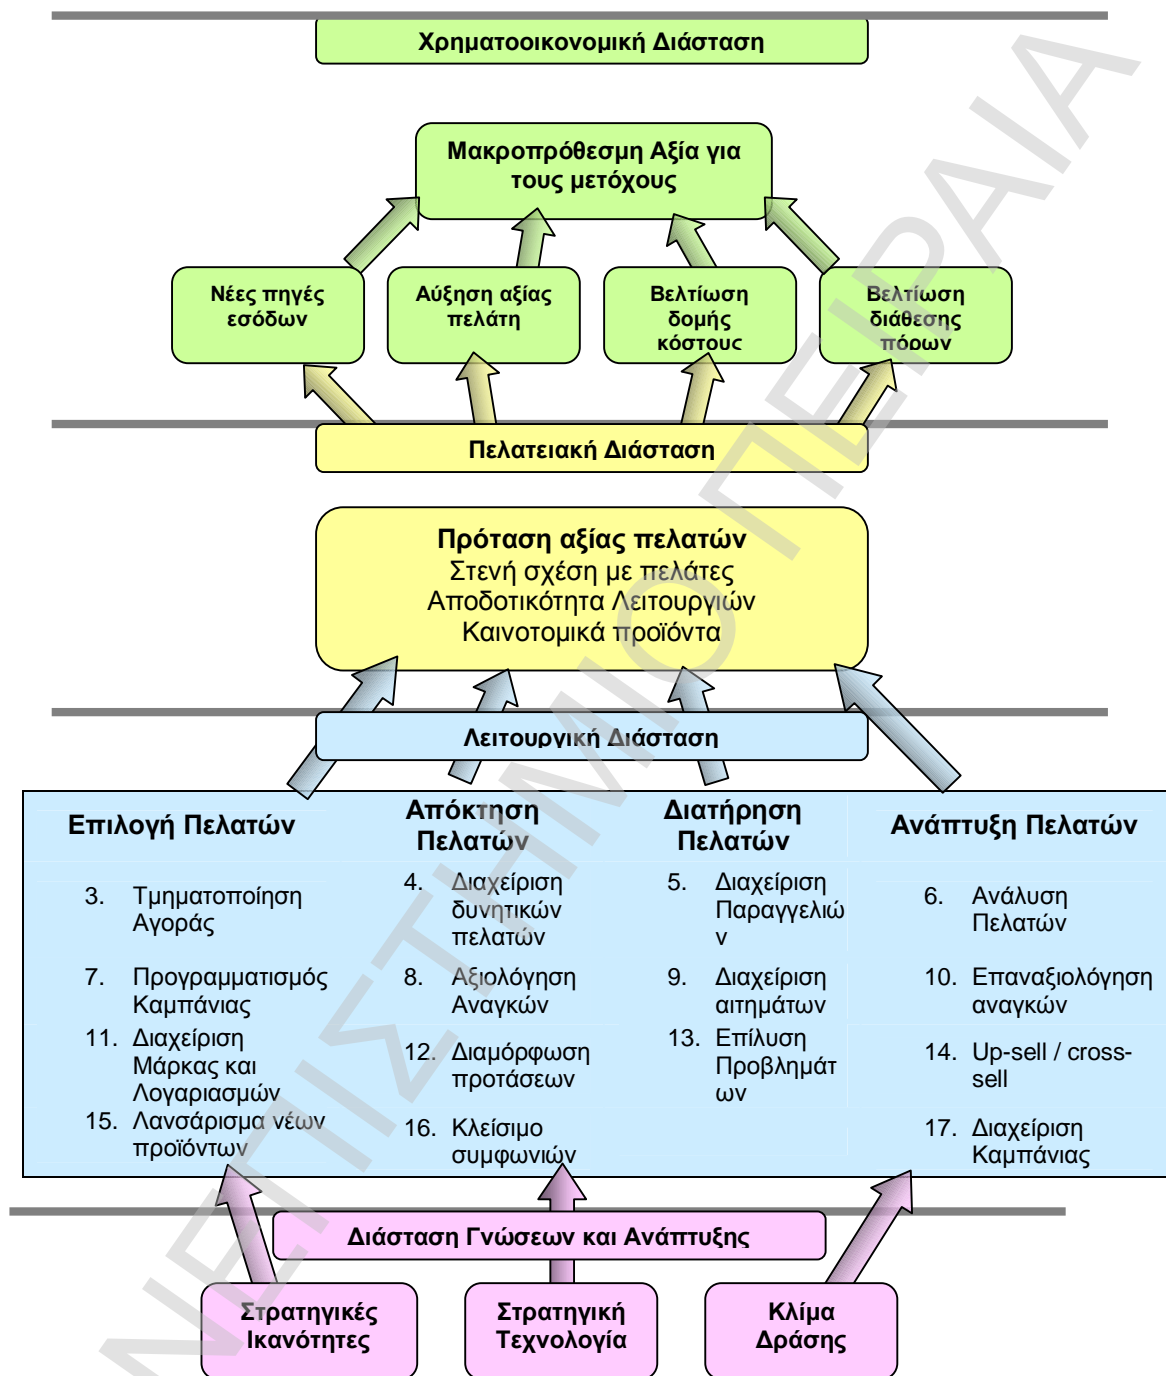 Χρηματοοικονομική Διάσταση
Μακροπρόθεσμη Αξία για
τους μετόχους
Νέες πηγές
εσόδων
Αύξηση αξίας
πελάτη
Βελτίωση
δομής
κόστους
Βελτίωση
διάθεσης
πόρων
Πελατειακή Διάσταση
Πρόταση αξίας πελατών
Στενή σχέση με πελάτες
Αποδοτικότητα Λειτουργιών
Καινοτομικά προϊόντα
Λειτουργική Διάσταση
Επιλογή Πελατών
3. Τμηματοποίηση
Αγοράς
7. Προγραμματισμός
Καμπάνιας
11. Διαχείριση
Μάρκας και
Λογαριασμών
15. Λανσάρισμα νέων
προϊόντων
Απόκτηση
Πελατών
4. Διαχείριση
δυνητικών
πελατών
8. Αξιολόγηση
Αναγκών
12. Διαμόρφωση
προτάσεων
16. Κλείσιμο
συμφωνιών
Διατήρηση
Πελατών
5. Διαχείριση
Παραγγελιώ
ν
9. Διαχείριση
αιτημάτων
13. Επίλυση
Προβλημάτ
ων
Ανάπτυξη Πελατών
6. Ανάλυση
Πελατών
10. Επαναξιολόγηση
αναγκών
14. Up-sell / cross-
sell
17. Διαχείριση
Καμπάνιας
Διάσταση Γνώσεων και Ανάπτυξης
Στρατηγικές
Ικανότητες
Στρατηγική
Τεχνολογία
Κλίμα
Δράσης
ΝΕΠΙΣΤΗΜΙΟ ΠΕΙΡΑΙΑ